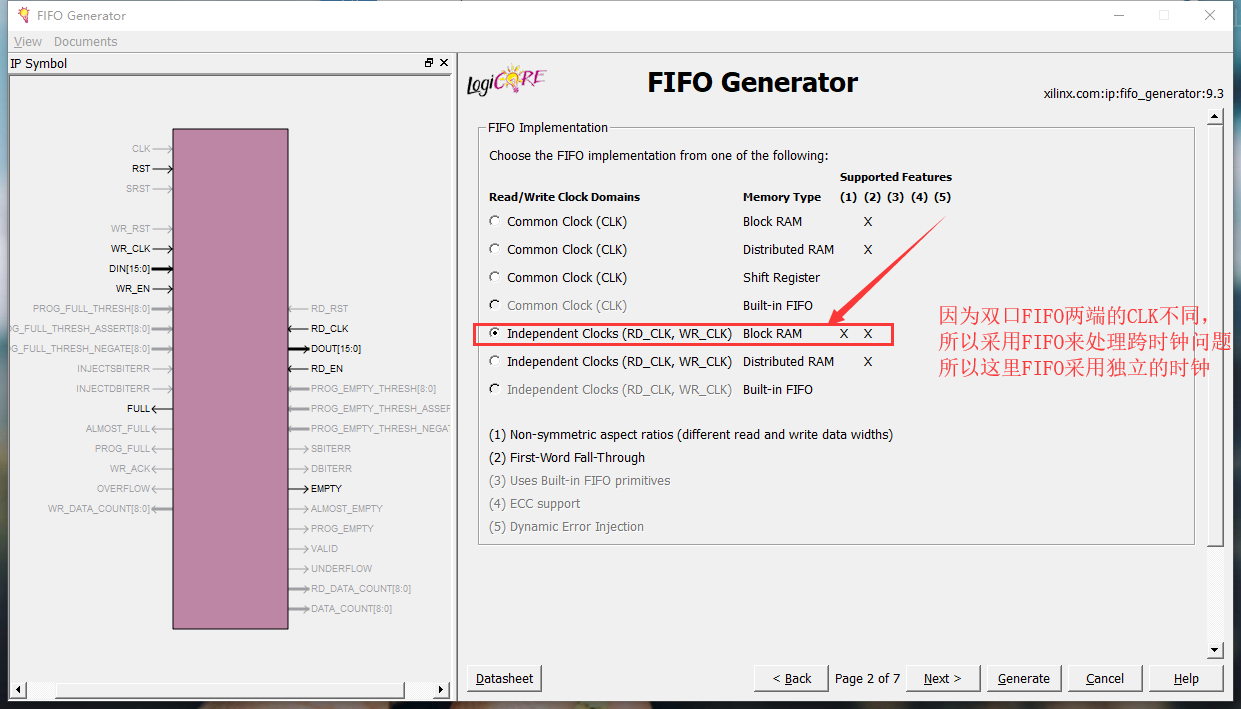 FIFO Generator
View Documents
IP Symbol
CLK
RST
SRST
WR_RST
WR_CLK
DIN[15:0]
WR_EN
PROG_FULL_THRESH[8:0]
OG_FULL_THRESH_ASSERT[8:0]
G_FULL_THRESH_NEGATE[8:0]
INJECTSBITERR
INJECTDBITERR
FULL
ALMOST_FULL
PROG_FULL
WR_ACK
OVERFLOW
WR_DATA_COUNT[8:0]
RD_RST
RD_CLK
DOUT[15:0]
RD_EN
PROG_EMPTY_THRESH[8:0]
PROG_EMPTY_THRESH_ASSER
PROG_EMPTY_THRESH_NEGA
SBITERR
DBITERR
EMPTY
ALMOST_EMPTY
PROG_EMPTY
VALID
UNDERFLOW
RD_DATA_COUNT[8:0]
DATA_COUNT[8:0]
LogiCORE
FIFO Generator
xilinx.com:ip:fifo_generator:9.3
FIFO Implementation
Choose the FIFO implementation from one of the following:
Supported Features
Read/Write Clock Domains Memory Type (1) (2) (3) (4) (5)
Common Clock (CLK) Block RAM X
Common Clock (CLK) Distributed RAM X
Common Clock (CLK) Shift Register
Common Clock (CLK) Built-in FIFO
Independent Clocks (RD_CLK, WR_CLK) Block RAM X X
Independent Clocks (RD_CLK, WR_CLK) Distributed RAM X
Independent Clocks (RD_CLK, WR_CLK) Built-in FIFO
因为双口FIFO两端的CLK不同，
所以采用FIFO来处理跨时钟问题
所以这里FIFO采用独立的时钟
(1) Non-symmetric aspect ratios (different read and write data widths)
(2) First-Word Fall-Through
(3) Uses Built-in FIFO primitives
(4) ECC support
(5) Dynamic Error Injection
Datasheet < Back Page 2 of 7 Next > Generate Cancel Help